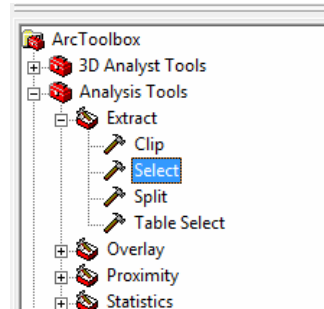 ArcToolbox
3D Analyst Tools
Analysis Tools
Extract
Clip
Select
Split
Table Select
Overlay
Proximity
Statistics